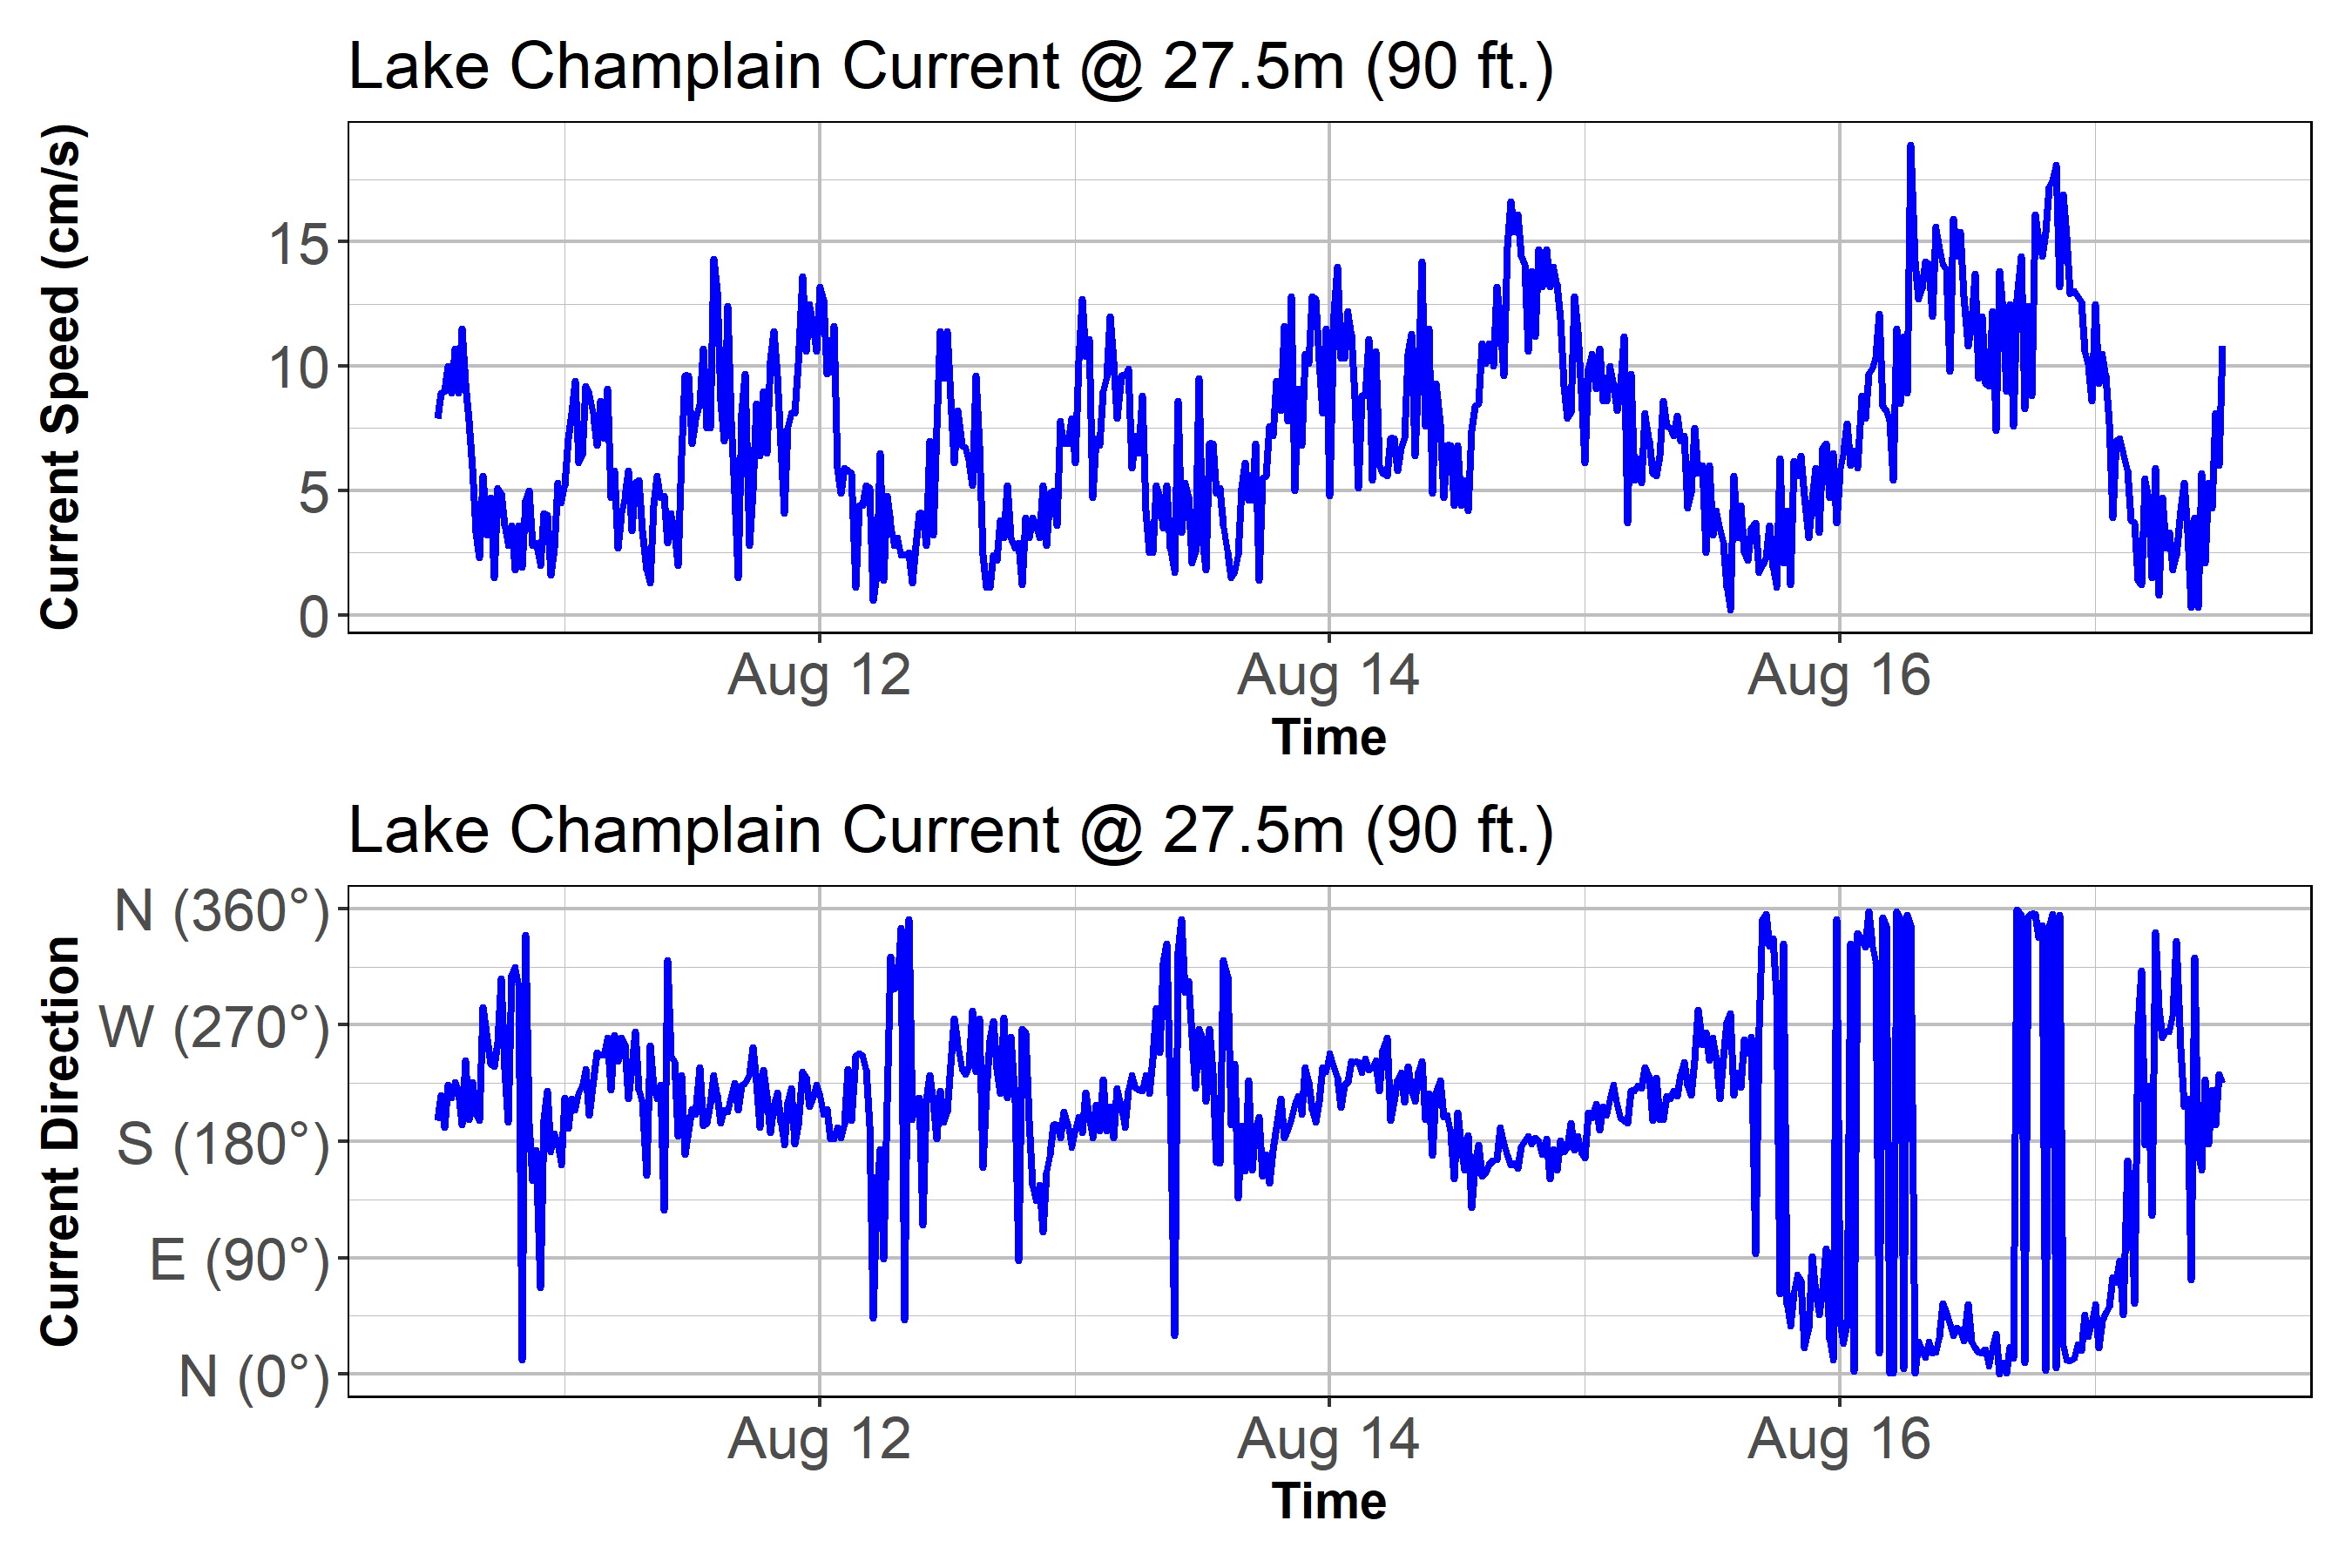 Lake Champlain Current @ 27.5m (90 ft.)
Current Speed (cm/s)
15
10
5
0
Aug 12 Aug 14 Aug 16
Time
Lake Champlain Current @ 27.5m (90 ft.)
Current Direction
N (360°)
W (270°)
S (180°)
E (90°)
N (0°)
Aug 12 Aug 14 Aug 16
Time